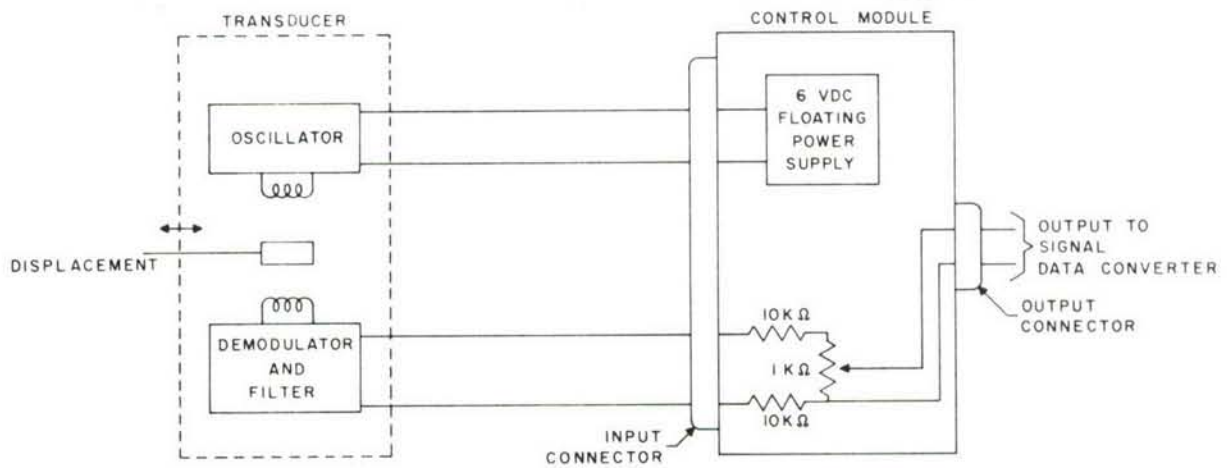 TRANSDUCER
CONTROL MODULE
OSCILLATOR
6 VDC
FLOATING
POWER
SUPPLY
DISPLACEMENT
OUTPUT TO
SIGNAL
DATA CONVERTER
OUTPUT
CONNECTOR
DEMODULATOR
AND
FILTER
10KΩ
1KΩ
10KΩ
INPUT
CONNECTOR